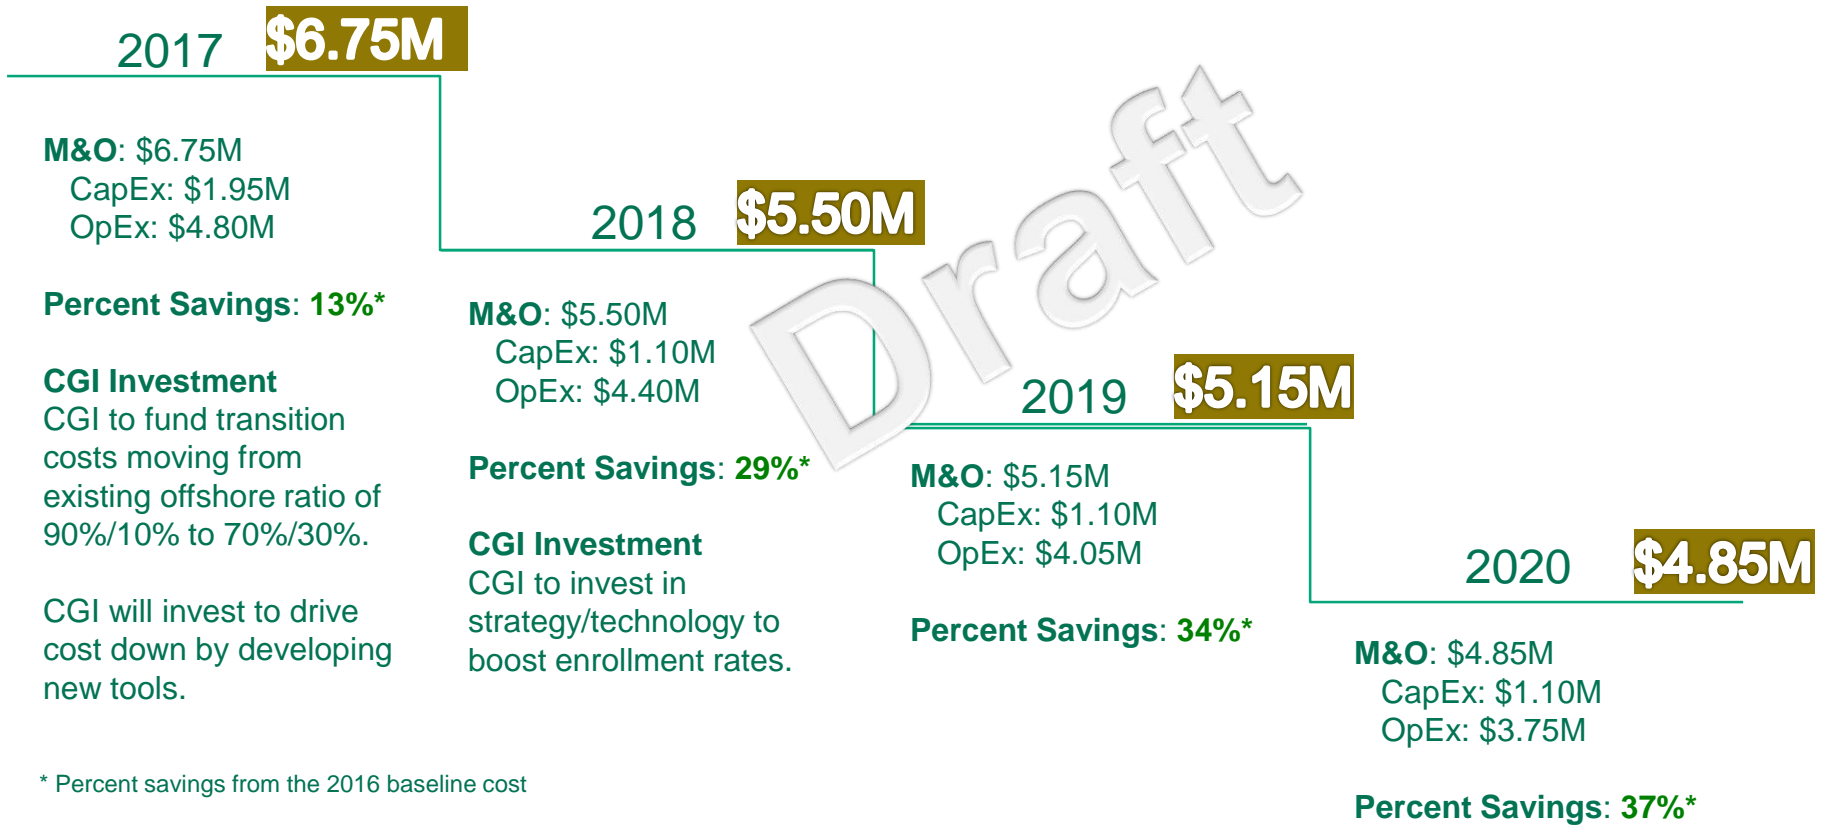 2017 $6.75M
M&O: $6.75M
CapEx: $1.95M
OpEx: $4.80M
Percent Savings: 13%*
CGI Investment
CGI to fund transition
costs moving from
existing offshore ratio of
90%/10% to 70%/30%.
CGI will invest to drive
cost down by developing
new tools.
2018 $5.50M
M&O: $5.50M
CapEx: $1.10M
OpEx: $4.40M
Percent Savings: 29%*
CGI Investment
CGI to invest in
strategy/technology to
boost enrollment rates.
Draft
2019 $5.15M
M&O: $5.15M
CapEx: $1.10M
OpEx: $4.05M
Percent Savings: 34%*
2020 $4.85M
M&O: $4.85M
CapEx: $1.10M
OpEx: $3.75M
Percent Savings: 37%*
* Percent savings from the 2016 baseline cost